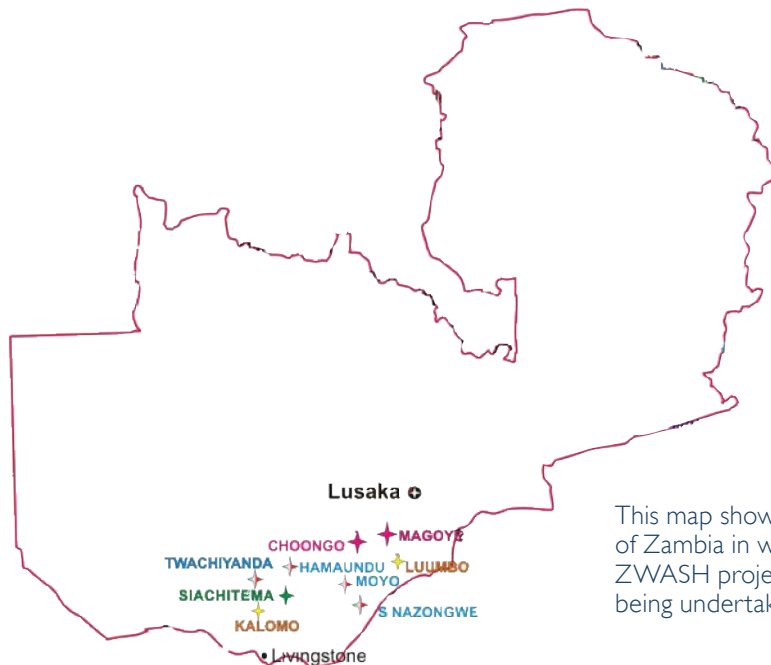 Lusaka
MAGOYE
CHOONGO
TWACHIYANDA
HAMAUNDU
LUUMBO
MOYO
SIACHITEMA
S NAZONGWE
KALOMO
Livingstone
This map show
of Zambia in w
ZWASH proje
being undertak